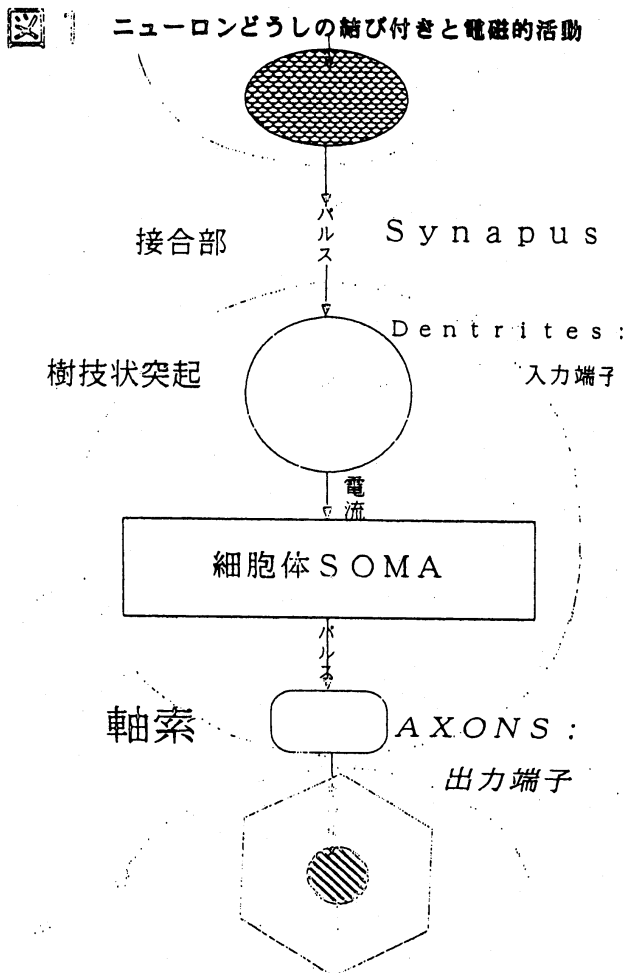 図 1 ニューロンどうしの結び付きと電磁的活動
パルス
接合部 Synapus
Dentrites:
樹技状突起 入力端子
電流
細胞体SOMA
パルス
軸索 AXONS:
出力端子